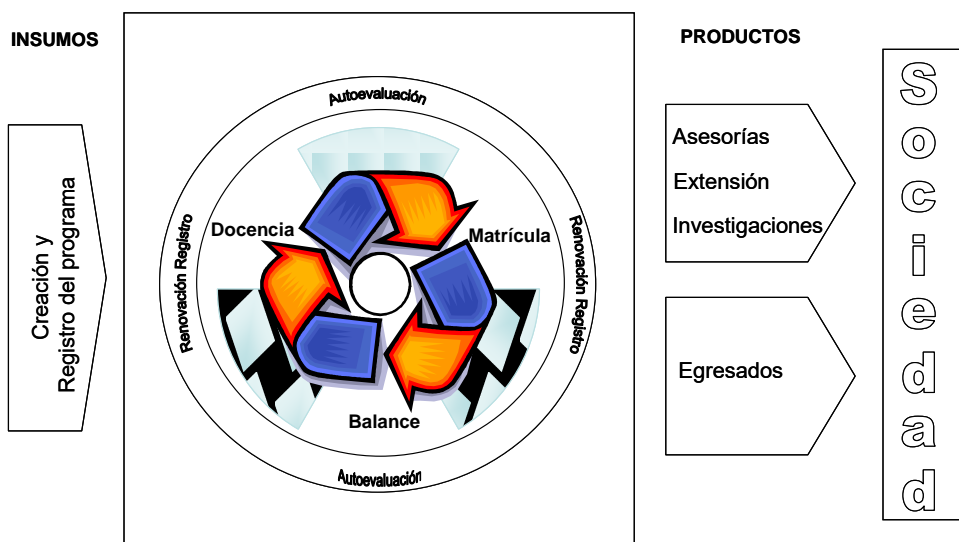 INSUMOS
Creación y
Registro del programa
Autoevaluación
Renovación Registro
Renovación Registro
Docencia
Matrícula
Balance
Autoevaluación
PRODUCTOS
Asesorías
Extensión
Investigaciones
Egresados
Sociedad